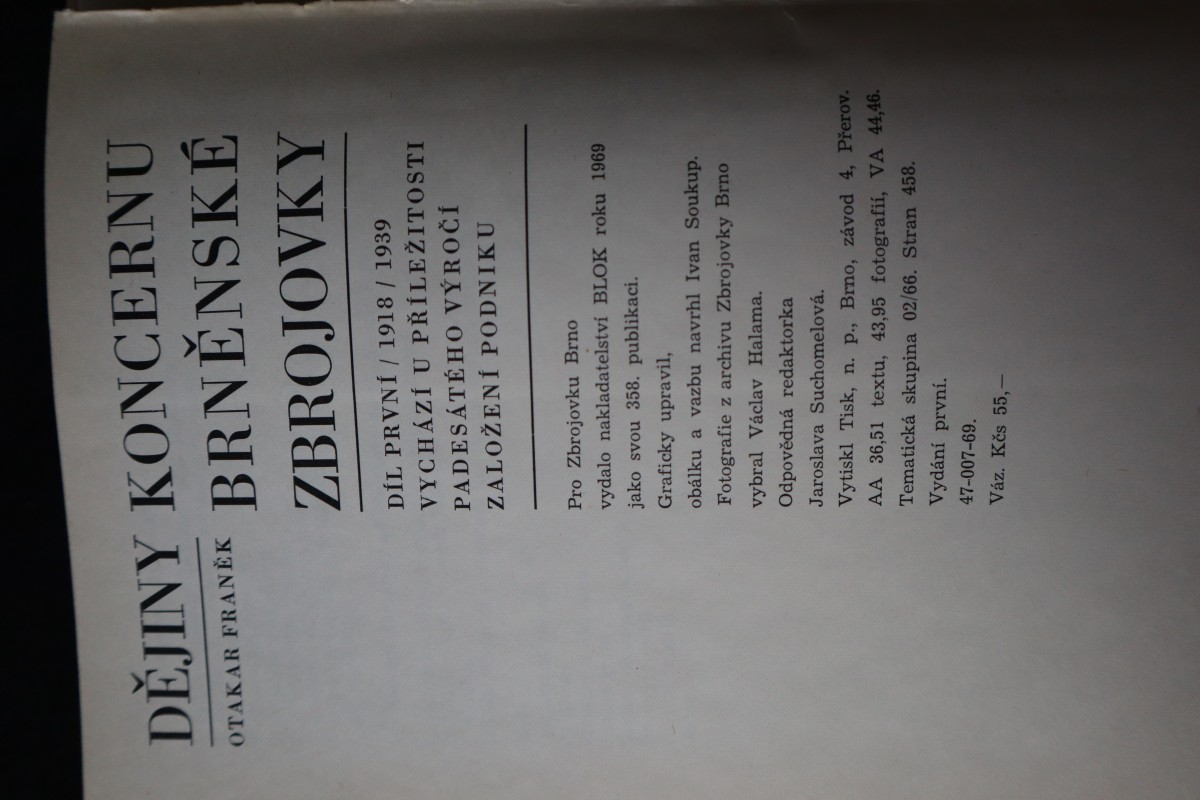 DĚJINY KONCERNU
OTAKAR FRANĚK
BRNĚNSKÉ
ZBROJOVKY
DÍL PRVNÍ / 1918 / 1939
VYCHÁZÍ U PŘÍLEŽITOSTI
PADESÁTÉHO VÝROČÍ
ZALOŽENÍ PODNIKU
Pro Zbrojovku Brno
vydalo nakladatelství BLOK roku 1969
jako svou 358. publikaci.
Graficky upravil,
obálku a vazbu navrhl Ivan Soukup.
Fotografie z archivu Zbrojovky Brno
vybral Václav Halama.
Odpovědná redaktorka
Jaroslava Suchomelová.
Vytiskl Tisk, n. p., Brno, závod 4, Přerov.
AA 36,51 textu, 43,95 fotografií, VA 44,46.
Tematická skupina 02/66. Stran 458.
Vydání první.
47-007-69.
Váz. Kčs 55,—